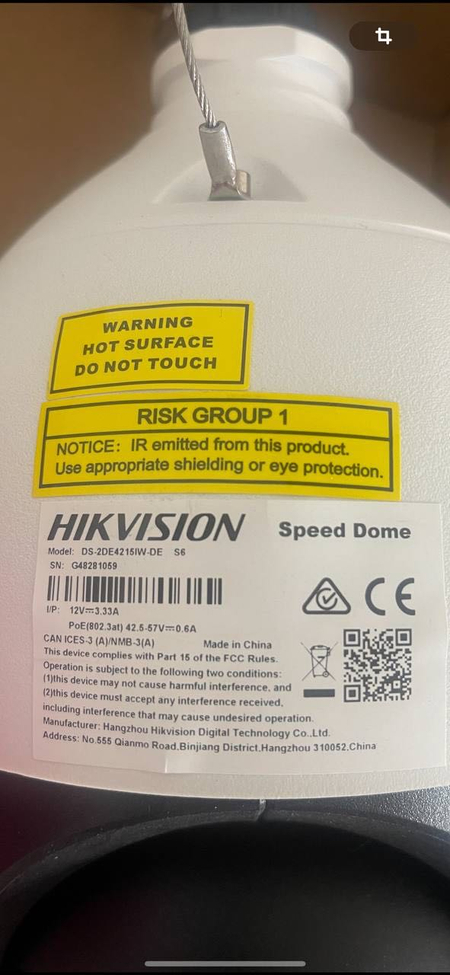 WARNING
HOT SURFACE
DO NOT TOUCH
RISK GROUP 1
NOTICE: IR emitted from this product.
Use appropriate shielding or eye protection.
HIKVISION Speed Dome
Model: DS-2DE4215IW-DE S6
SN: G48281059
I/P: 12V⎓3.33A
PoE(802.3at) 42.5-57V⎓0.6A
CAN ICES-3 (A)/NMB-3(A) Made in China
This device complies with Part 15 of the FCC Rules.
Operation is subject to the following two conditions:
(1)this device may not cause harmful interference, and
(2)this device must accept any interference received,
including interference that may cause undesired operation.
Manufacturer: Hangzhou Hikvision Digital Technology Co.,Ltd.
Address: No.555 Qianmo Road,Binjiang District,Hangzhou 310052,China
CE